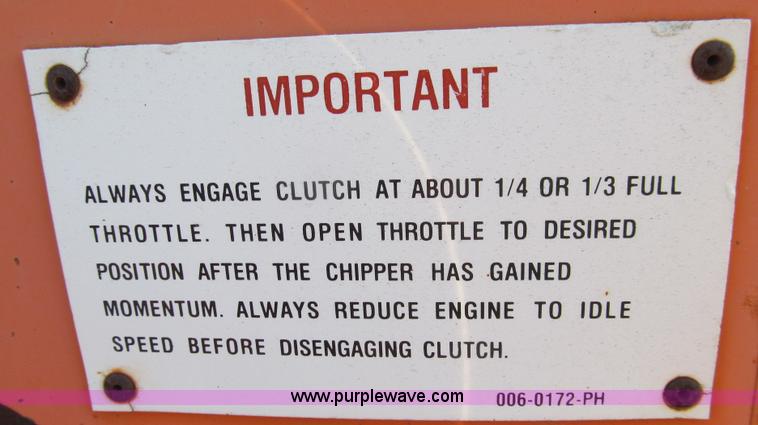 IMPORTANT
ALWAYS ENGAGE CLUTCH AT ABOUT 1/4 OR 1/3 FULL
THROTTLE. THEN OPEN THROTTLE TO DESIRED
POSITION AFTER THE CHIPPER HAS GAINED
MOMENTUM. ALWAYS REDUCE ENGINE TO IDLE
SPEED BEFORE DISENGAGING CLUTCH.
www.purplewave.com 006-0172-PH